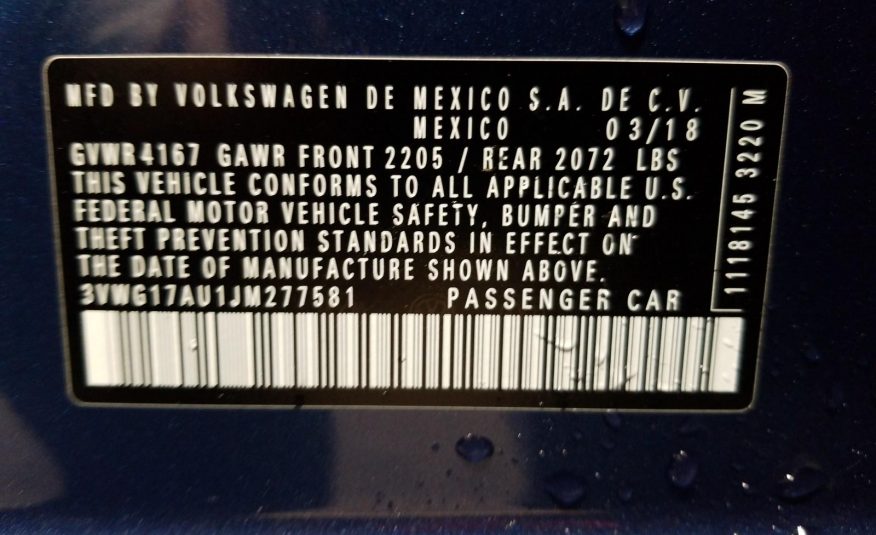 MFD BY VOLKSWAGEN DE MEXICO S.A. DE C.V.
MEXICO 03/18
GVWR 4167 GAWR FRONT 2205 / REAR 2072 LBS
THIS VEHICLE CONFORMS TO ALL APPLICABLE U.S.
FEDERAL MOTOR VEHICLE SAFETY, BUMPER AND
THEFT PREVENTION STANDARDS IN EFFECT ON
THE DATE OF MANUFACTURE SHOWN ABOVE.
3VWG17AU1JM277581 PASSENGER CAR
1118145 3220 M